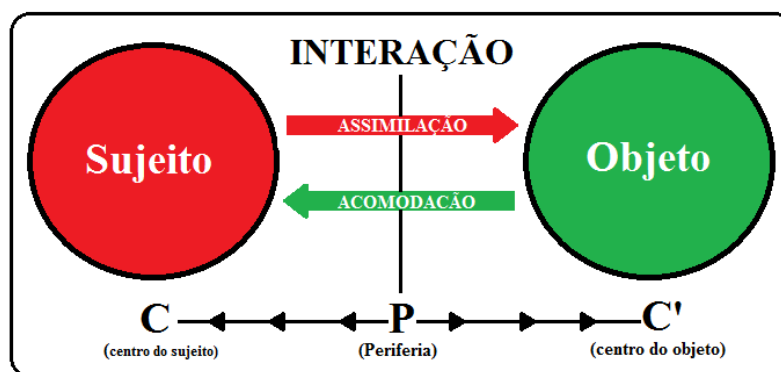 INTERAÇÃO
ASSIMILAÇÃO
Sujeito
Objeto
ACOMODAÇÃO
C P C'
(centro do sujeito) (Periferia) (centro do objeto)